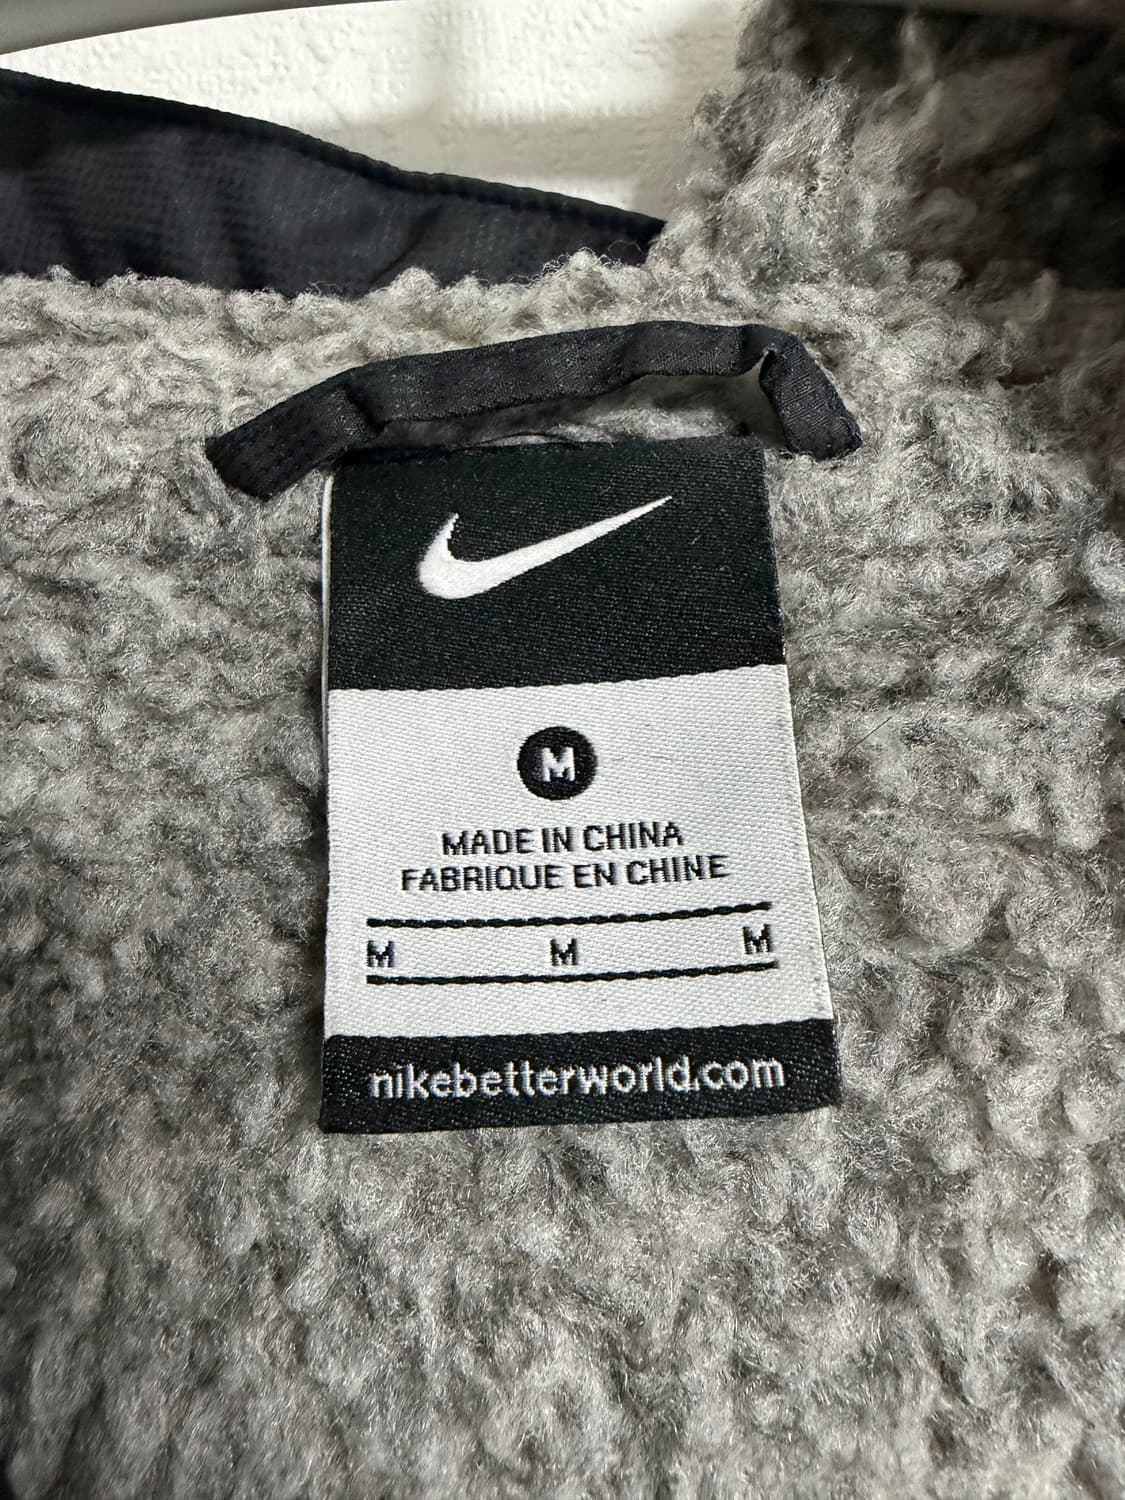 M
MADE IN CHINA
FABRIQUE EN CHINE
M M M
nikebetterworld.com